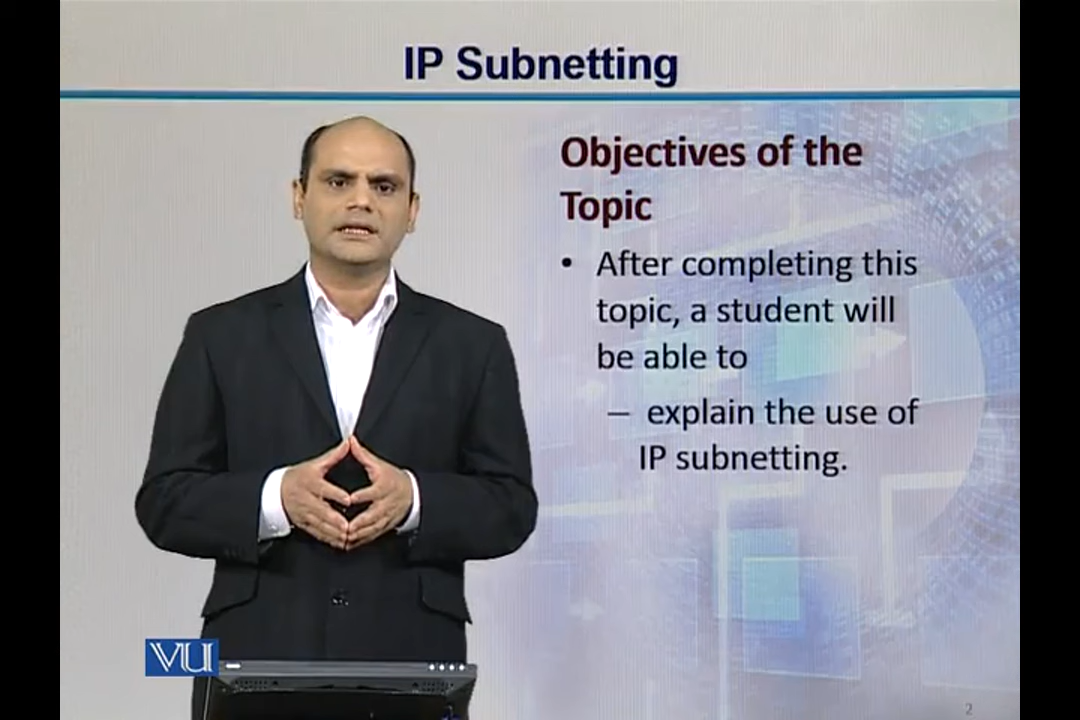 IP Subnetting
Objectives of the
Topic
• After completing this
topic, a student will
be able to
– explain the use of
IP subnetting.
VU
2